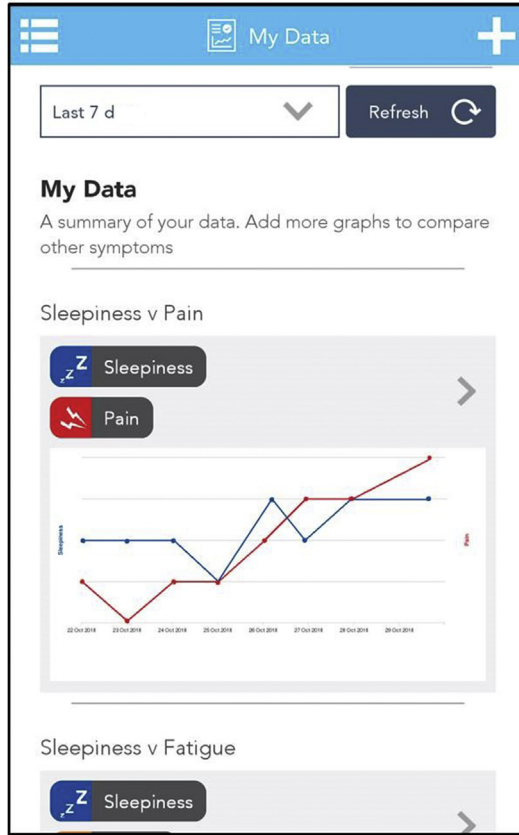 My Data
Last 7 d
Refresh
My Data
A summary of your data. Add more graphs to compare
other symptoms
Sleepiness v Pain
zzZ Sleepiness
Pain
Sleepiness
Pain
22 Oct 2018 23 Oct 2018 24 Oct 2018 25 Oct 2018 26 Oct 2018 27 Oct 2018 28 Oct 2018 29 Oct 2018
Sleepiness v Fatigue
zzZ Sleepiness